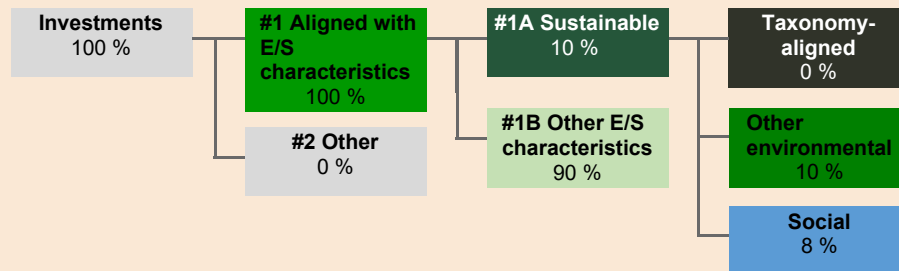 Investments
100 %
#1 Aligned with
E/S
characteristics
100 %
#2 Other
0 %
#1A Sustainable
10 %
#1B Other E/S
characteristics
90 %
Taxonomy-
aligned
0 %
Other
environmental
10 %
Social
8 %